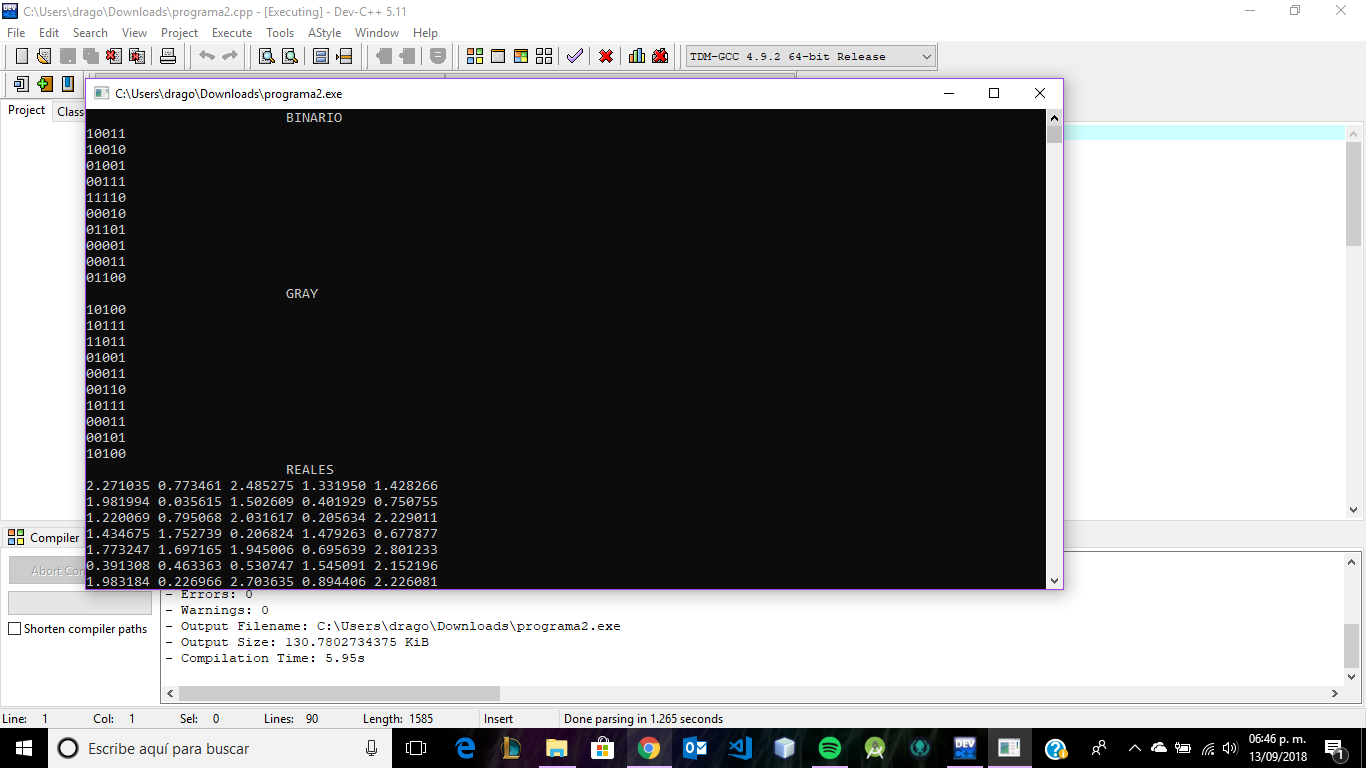 C:\Users\drago\Downloads\programa2.cpp - [Executing] - Dev-C++ 5.11
File Edit Search View Project Execute Tools AStyle Window Help
TDM-GCC 4.9.2 64-bit Release
Project Class
C:\Users\drago\Downloads\programa2.exe
BINARIO
10011
10010
01001
00111
11110
00010
01101
00001
00011
01100
GRAY
10100
10111
11011
01001
00011
00110
10111
00011
00101
10100
REALES
2.271035 0.773461 2.485275 1.331950 1.428266
1.981994 0.035615 1.502609 0.401929 0.750755
1.220069 0.795068 2.031617 0.205634 2.229011
1.434675 1.752739 0.206824 1.479263 0.677877
1.773247 1.697165 1.945006 0.695639 2.801233
0.391308 0.463363 0.530747 1.545091 2.152196
1.983184 0.226966 2.703635 0.894406 2.226081
Compiler
Abort Con
Shorten compiler paths
- Errors: 0
- Warnings: 0
- Output Filename: C:\Users\drago\Downloads\programa2.exe
- Output Size: 130.7802734375 KiB
- Compilation Time: 5.95s
Line: 1 Col: 1 Sel: 0 Lines: 90 Length: 1585 Insert Done parsing in 1.265 seconds
Escribe aquí para buscar
DEV
06:46 p. m.
13/09/2018
1